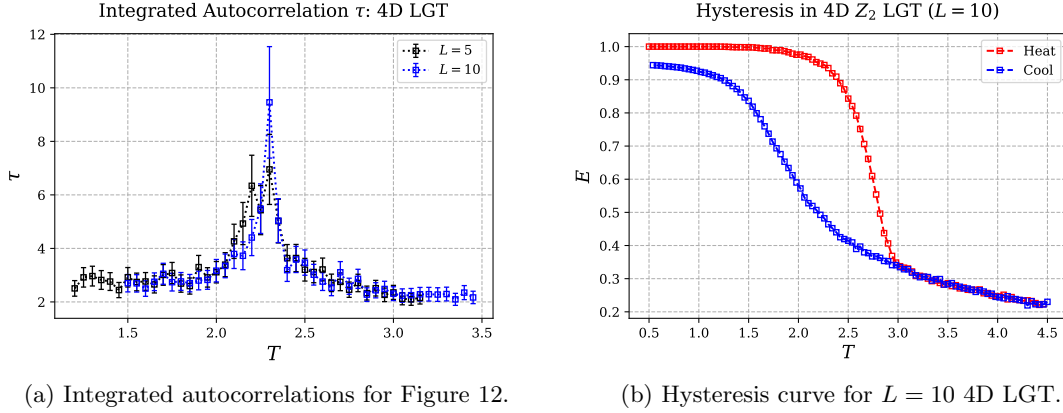 Integrated Autocorrelation τ: 4D LGT
12
10
8
6
4
2
τ
1.5
2.0
2.5
3.0
3.5
T
L = 5
L = 10
(a) Integrated autocorrelations for Figure 12.
Hysteresis in 4D Z₂ LGT (L = 10)
1.0
0.9
0.8
0.7
0.6
0.5
0.4
0.3
0.2
E
0.5
1.0
1.5
2.0
2.5
3.0
3.5
4.0
4.5
T
Heat
Cool
(b) Hysteresis curve for L = 10 4D LGT.